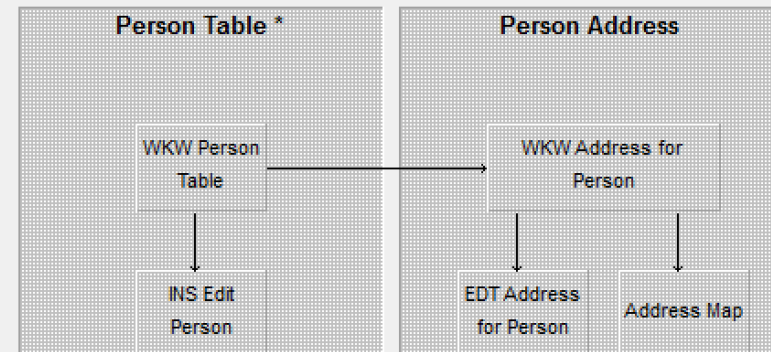 Person Table *
Person Address
WKW Person
Table
WKW Address for
Person
INS Edit
Person
EDT Address
for Person
Address Map